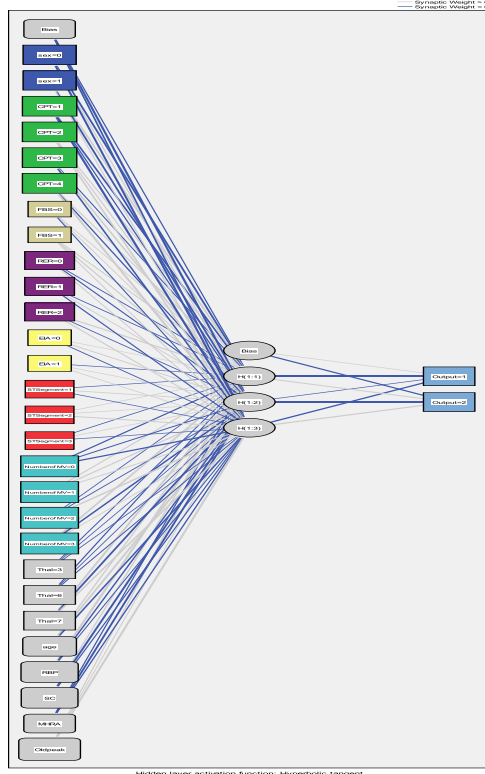 Synaptic Weight >
Synaptic Weight <
Bias
sex=0
sex=1
CPT=1
CPT=2
CPT=3
CPT=4
FBS=0
FBS=1
RER=0
RER=1
RER=2
EIA=0
EIA=1
STSegment=1
STSegment=2
STSegment=3
NumberofMV=0
NumberofMV=1
NumberofMV=2
NumberofMV=3
Thal=3
Thal=6
Thal=7
age
RBP
SC
MHRA
Oldpeak
Bias
H(1:1)
H(1:2)
H(1:3)
Output=1
Output=2
Hidden layer activation function: Hyperbolic tangent